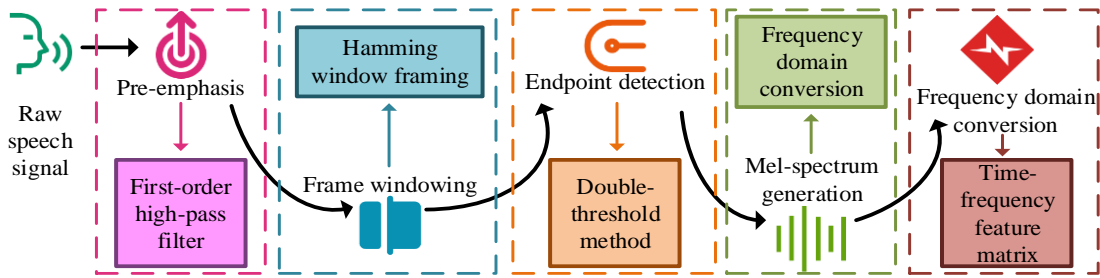 Raw
speech
signal
Pre-emphasis
First-order
high-pass
filter
Hamming
window framing
Frame windowing
Endpoint detection
Double-
threshold
method
Frequency
domain
conversion
Mel-spectrum
generation
Frequency domain
conversion
Time-
frequency
feature
matrix